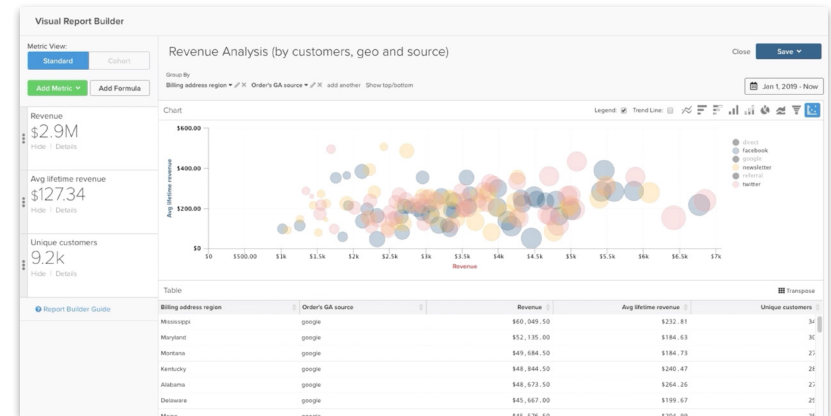 Visual Report Builder
Metric View:
Standard Cohort
Add Metric Add Formula
Revenue
$2.9M
Hide | Details
Avg lifetime revenue
$127.34
Hide | Details
Unique customers
9.2k
Hide | Details
Report Builder Guide
Revenue Analysis (by customers, geo and source)
Close Save
Group By
Billing address region Order's GA source add another Show top/bottom
Jan 1, 2019 - Now
Chart Legend: Trend Line:
$600.00
$400.00
$200.00
$0
Avg lifetime revenue
$0 $500.00 $1k $1.5k $2k $2.5k $3k $3.5k $4k $4.5k $5k $5.5k $6k $6.5k $7k
Revenue
direct
facebook
google
newsletter
referral
twitter
Table Transpose
Billing address region Order's GA source Revenue Avg lifetime revenue Unique customers
Mississippi google $60,049.50 $232.81 34
Maryland google $52,135.00 $184.63 30
Montana google $49,684.50 $184.73 27
Kentucky google $48,844.50 $240.47 28
Alabama google $48,673.50 $264.26 27
Delaware google $45,667.00 $199.67 25